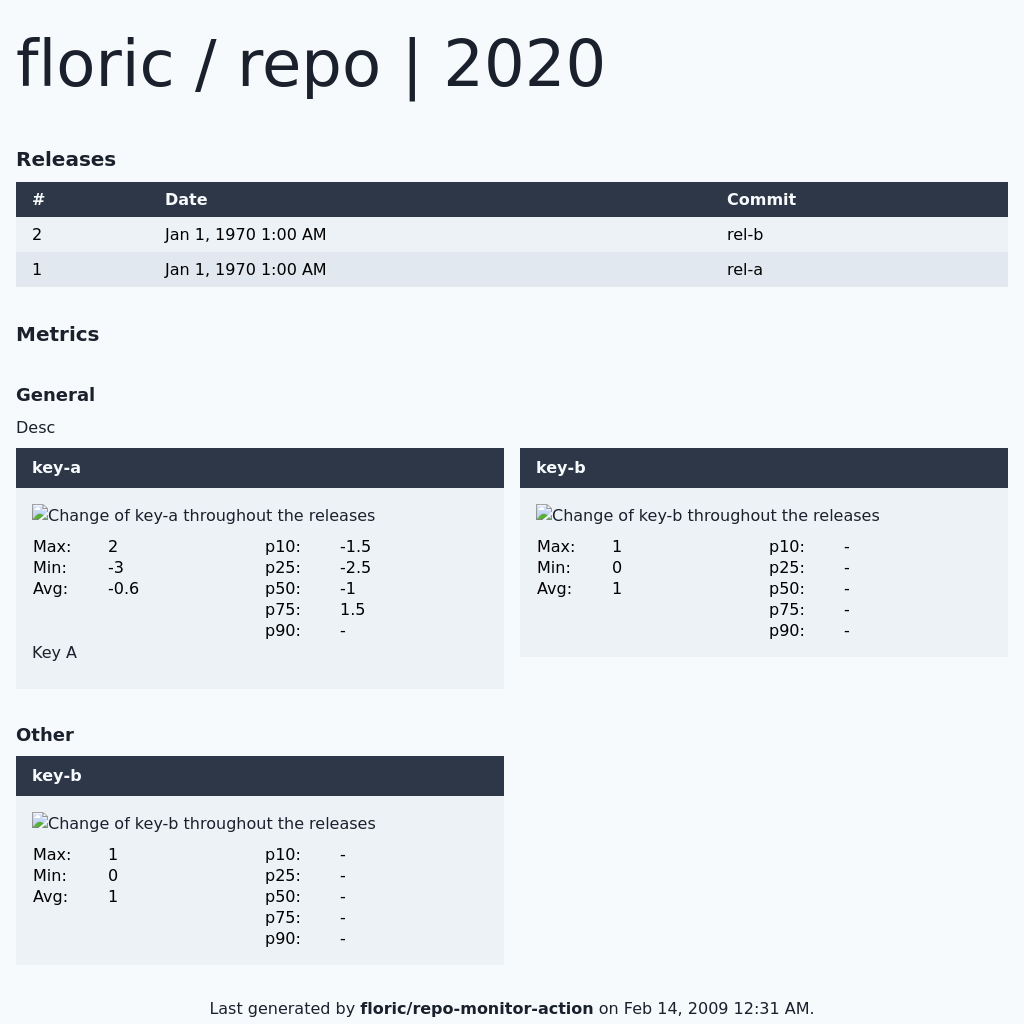 floric / repo | 2020
Releases
# Date Commit
2 Jan 1, 1970 1:00 AM rel-b
1 Jan 1, 1970 1:00 AM rel-a
Metrics
General
Desc
key-a
Change of key-a throughout the releases
Max: 2 p10: -1.5
Min: -3 p25: -2.5
Avg: -0.6 p50: -1
p75: 1.5
p90: -
Key A
key-b
Change of key-b throughout the releases
Max: 1 p10: -
Min: 0 p25: -
Avg: 1 p50: -
p75: -
p90: -
Other
key-b
Change of key-b throughout the releases
Max: 1 p10: -
Min: 0 p25: -
Avg: 1 p50: -
p75: -
p90: -
Last generated by floric/repo-monitor-action on Feb 14, 2009 12:31 AM.